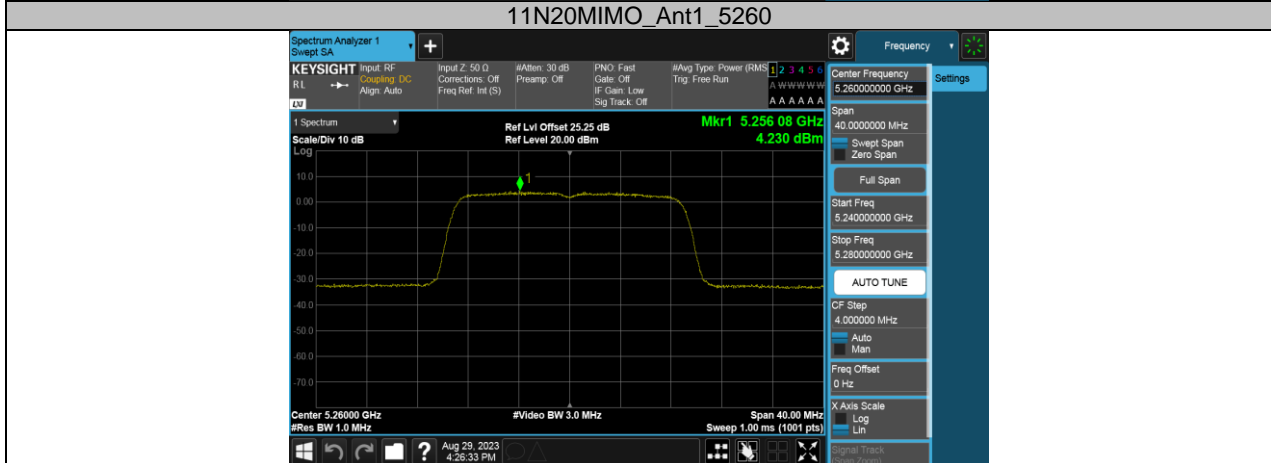 11N20MIMO_Ant1_5260
Spectrum Analyzer 1
Swept SA
+
Frequency
KEYSIGHT
RL
LXI
Input: RF
Coupling: DC
Align: Auto
Input Z: 50 Ω
Corrections: Off
Freq Ref: Int (S)
#Atten: 30 dB
Preamp: Off
PNO: Fast
Gate: Off
IF Gain: Low
Sig Track: Off
#Avg Type: Power (RMS
Trig: Free Run
1 2 3 4 5 6
A W W W W W
A A A A A A
Center Frequency
5.260000000 GHz
Settings
Span
40.0000000 MHz
Swept Span
Zero Span
Full Span
Start Freq
5.240000000 GHz
Stop Freq
5.280000000 GHz
AUTO TUNE
CF Step
4.000000 MHz
Auto
Man
Freq Offset
0 Hz
X Axis Scale
Log
Lin
Signal Track
(Span Zoom)
1 Spectrum
Scale/Div 10 dB
Log
Ref Lvl Offset 25.25 dB
Ref Level 20.00 dBm
Mkr1 5.256 08 GHz
4.230 dBm
1
10.0
0.00
-10.0
-20.0
-30.0
-40.0
-50.0
-60.0
-70.0
Center 5.26000 GHz
#Res BW 1.0 MHz
#Video BW 3.0 MHz
Span 40.00 MHz
Sweep 1.00 ms (1001 pts)
?
Aug 29, 2023
4:26:33 PM